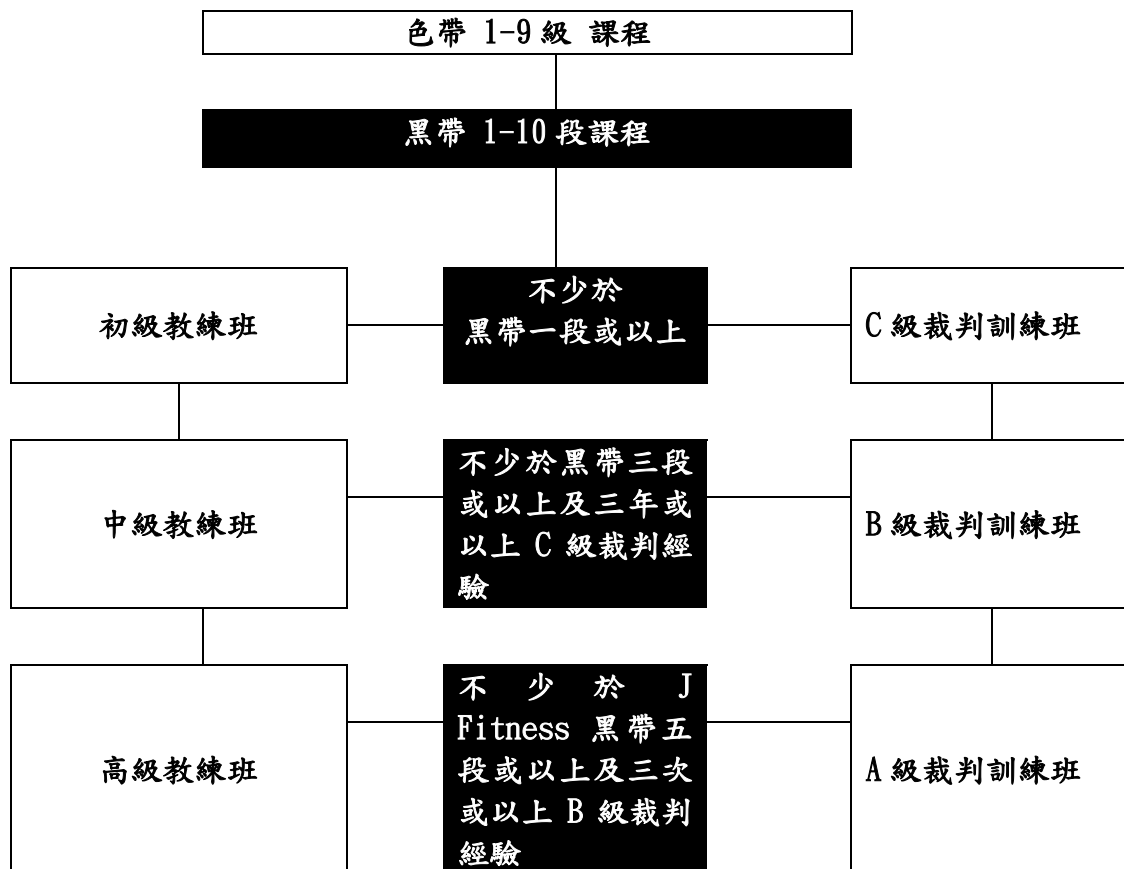 色帶 1-9級 課程
黑帶 1-10段課程
初級教練班
不少於
黑帶一段或以上
C級裁判訓練班
中級教練班
不少於黑帶三段
或以上及三年或
以上 C 級裁判經
驗
B級裁判訓練班
高級教練班
不少於 J
Fitness 黑帶五
段或以上及三次
或以上 B 級裁判
經驗
A級裁判訓練班